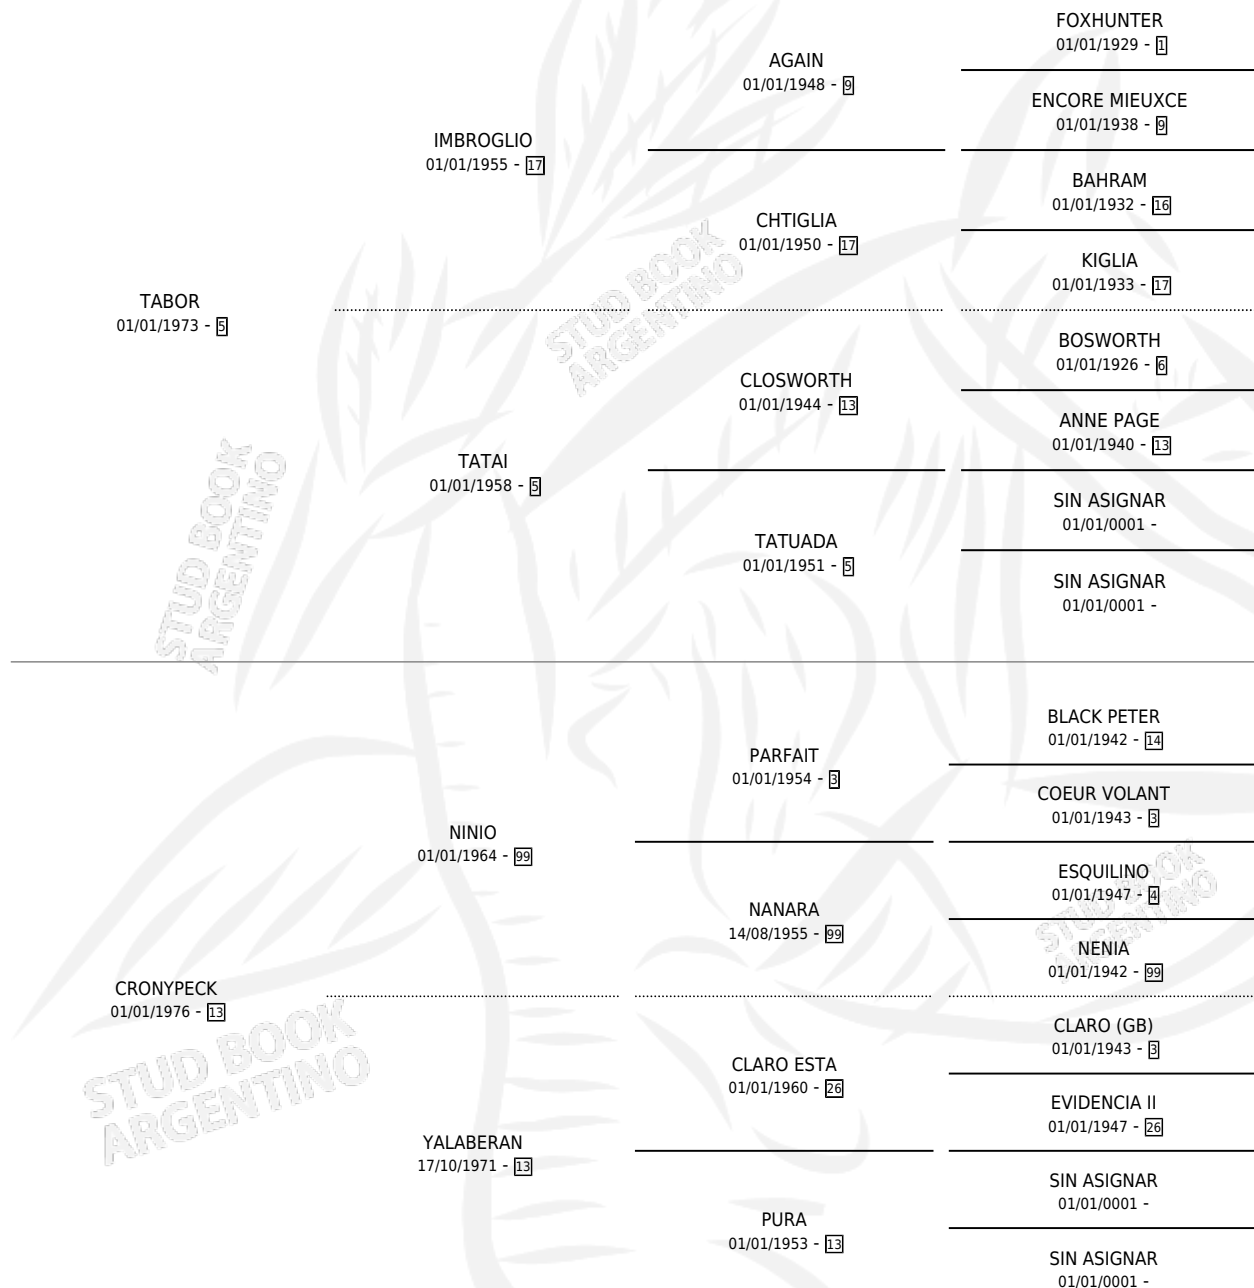 FOXHUNTER
01/01/1929 - 1
AGAIN
01/01/1948 - 9
ENCORE MIEUXCE
01/01/1938 - 9
IMBROGLIO
01/01/1955 - 17
BAHRAM
01/01/1932 - 16
CHTIGLIA
01/01/1950 - 17
KIGLIA
01/01/1933 - 17
TABOR
01/01/1973 - 5
BOSWORTH
01/01/1926 - 6
CLOSWORTH
01/01/1944 - 13
ANNE PAGE
01/01/1940 - 13
TATAI
01/01/1958 - 5
SIN ASIGNAR
01/01/0001 -
TATUADA
01/01/1951 - 5
SIN ASIGNAR
01/01/0001 -
STUD BOOK
ARGENTINO
STUD BOOK
ARGENTINO
BLACK PETER
01/01/1942 - 14
PARFAIT
01/01/1954 - 3
COEUR VOLANT
01/01/1943 - 3
NINIO
01/01/1964 - 99
ESQUILINO
01/01/1947 - 4
NANARA
14/08/1955 - 99
NENIA
01/01/1942 - 99
CRONYPECK
01/01/1976 - 13
CLARO (GB)
01/01/1943 - 3
CLARO ESTA
01/01/1960 - 26
EVIDENCIA II
01/01/1947 - 26
YALABERAN
17/10/1971 - 13
SIN ASIGNAR
01/01/0001 -
PURA
01/01/1953 - 13
SIN ASIGNAR
01/01/0001 -
STUD BOOK
ARGENTINO
STUD BOOK
ARGENTINO